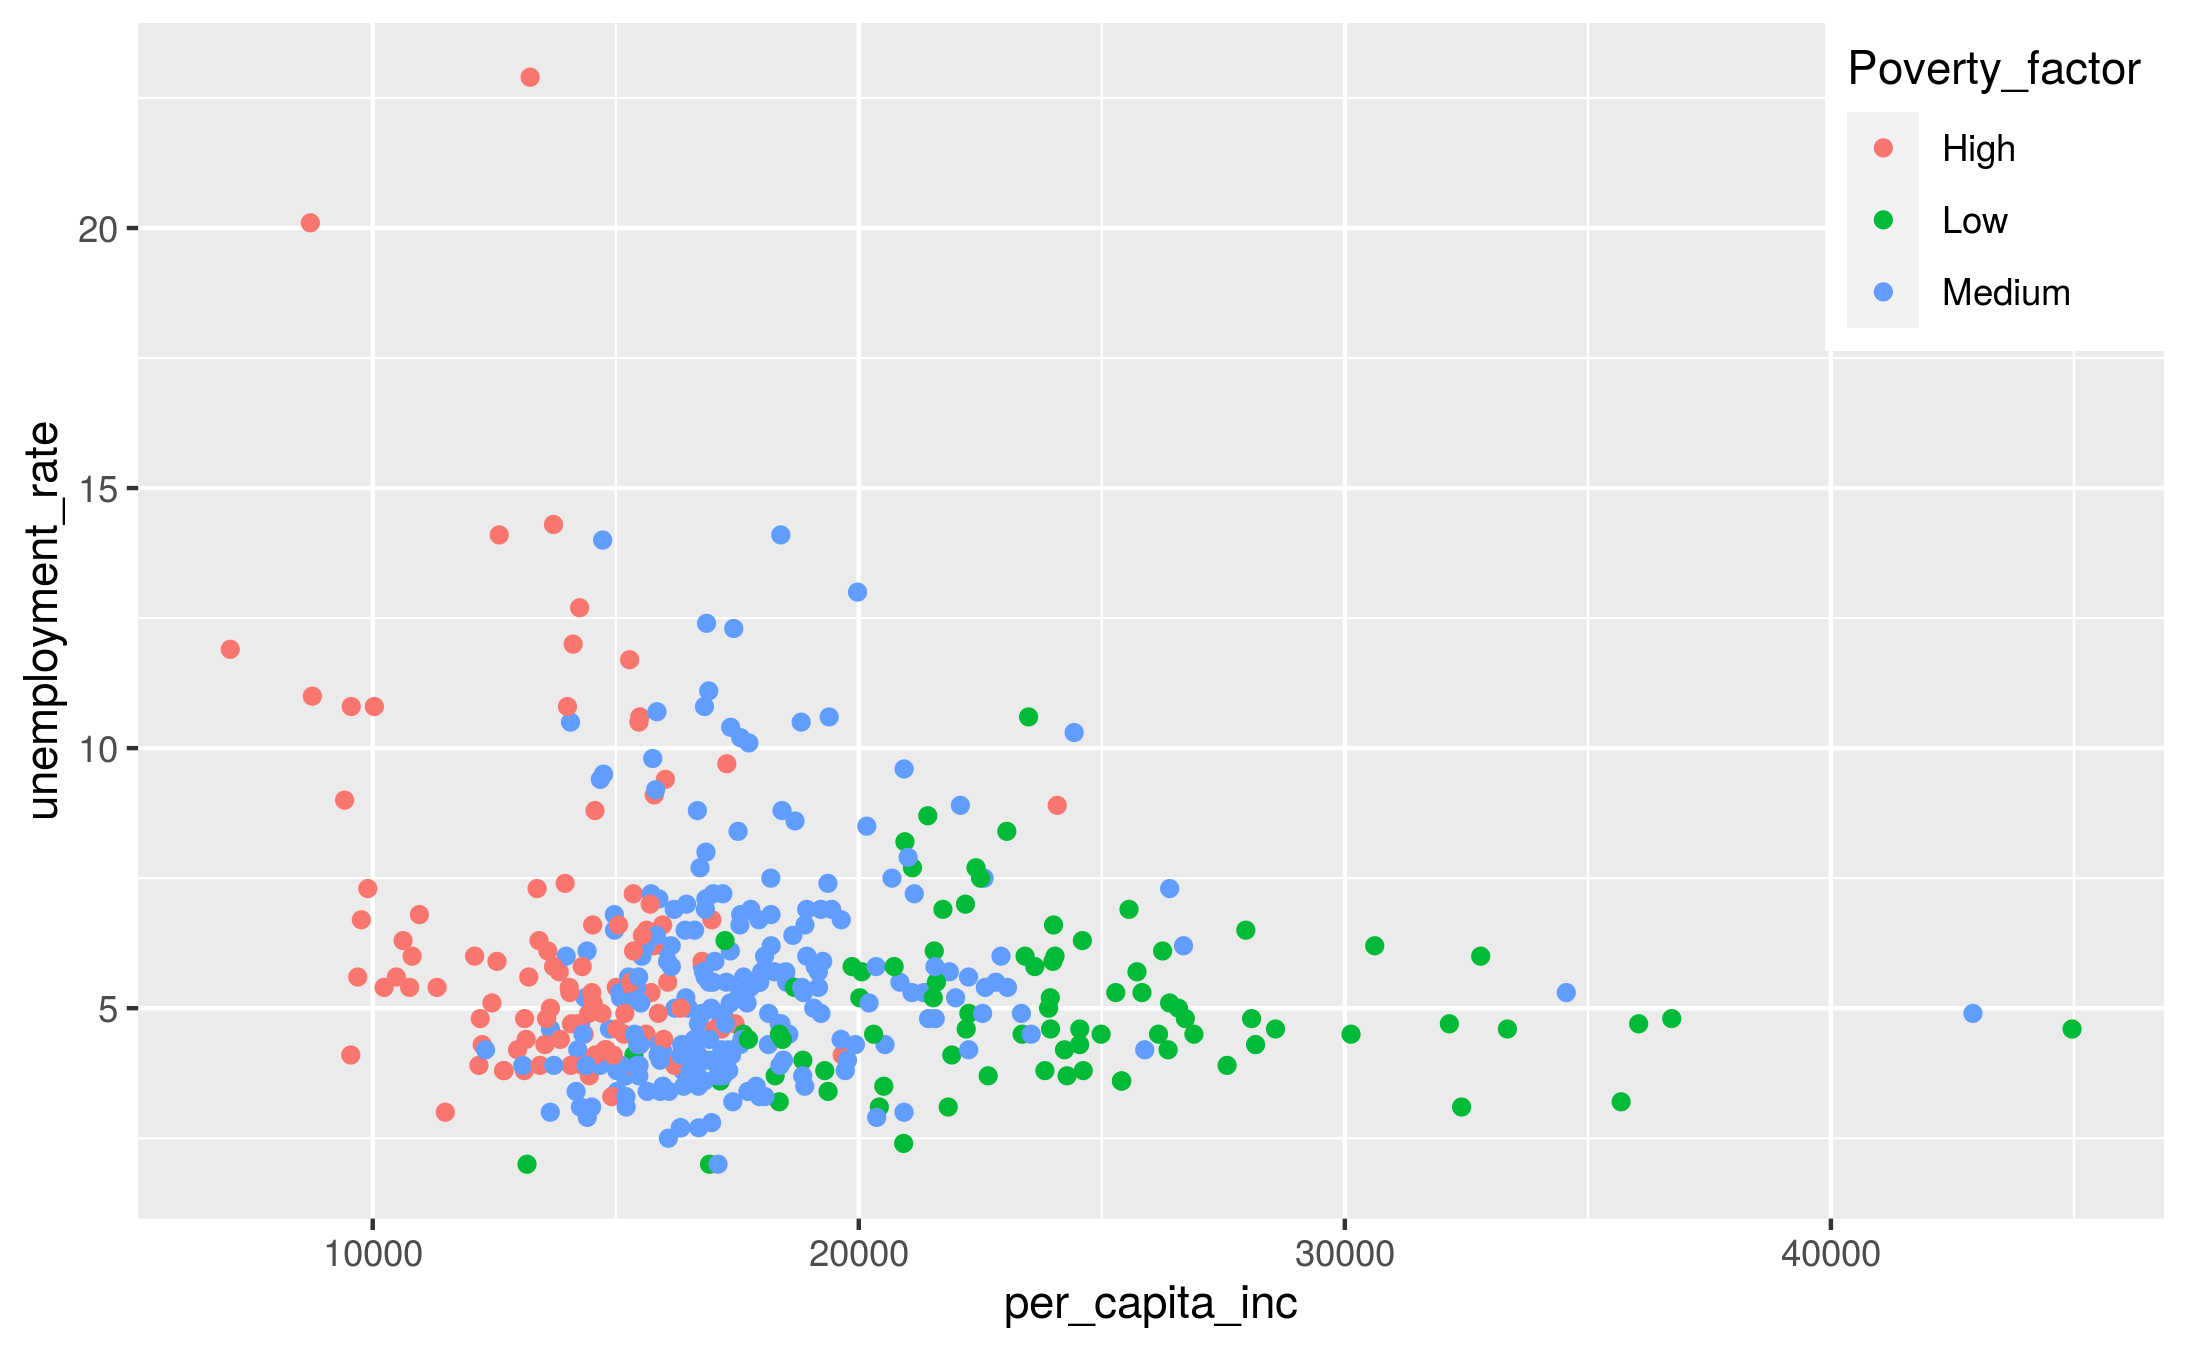 Poverty_factor
High
Low
Medium
unemployment_rate
20
15
10
5
10000 20000 30000 40000
per_capita_inc